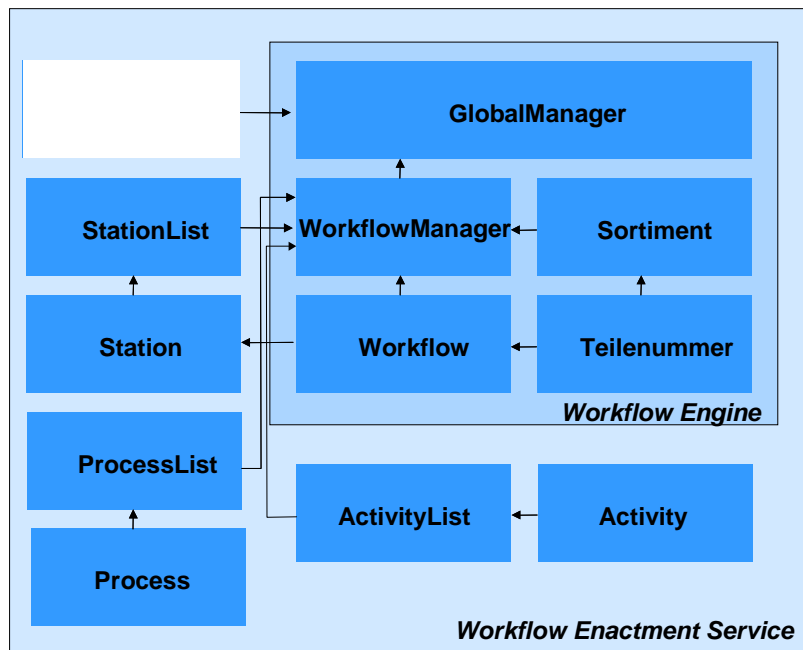 GlobalManager
StationList
WorkflowManager
Sortiment
Station
Workflow
Teilenummer
Workflow Engine
ProcessList
ActivityList
Activity
Process
Workflow Enactment Service